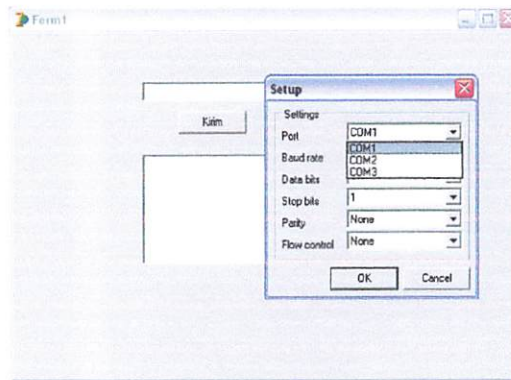 Form1
Setup
Kirim
Settings
Port
COM1
COM1
COM2
COM3
Baud rate
Data bits
Stop bits
1
Parity
None
Flow control
None
OK
Cancel